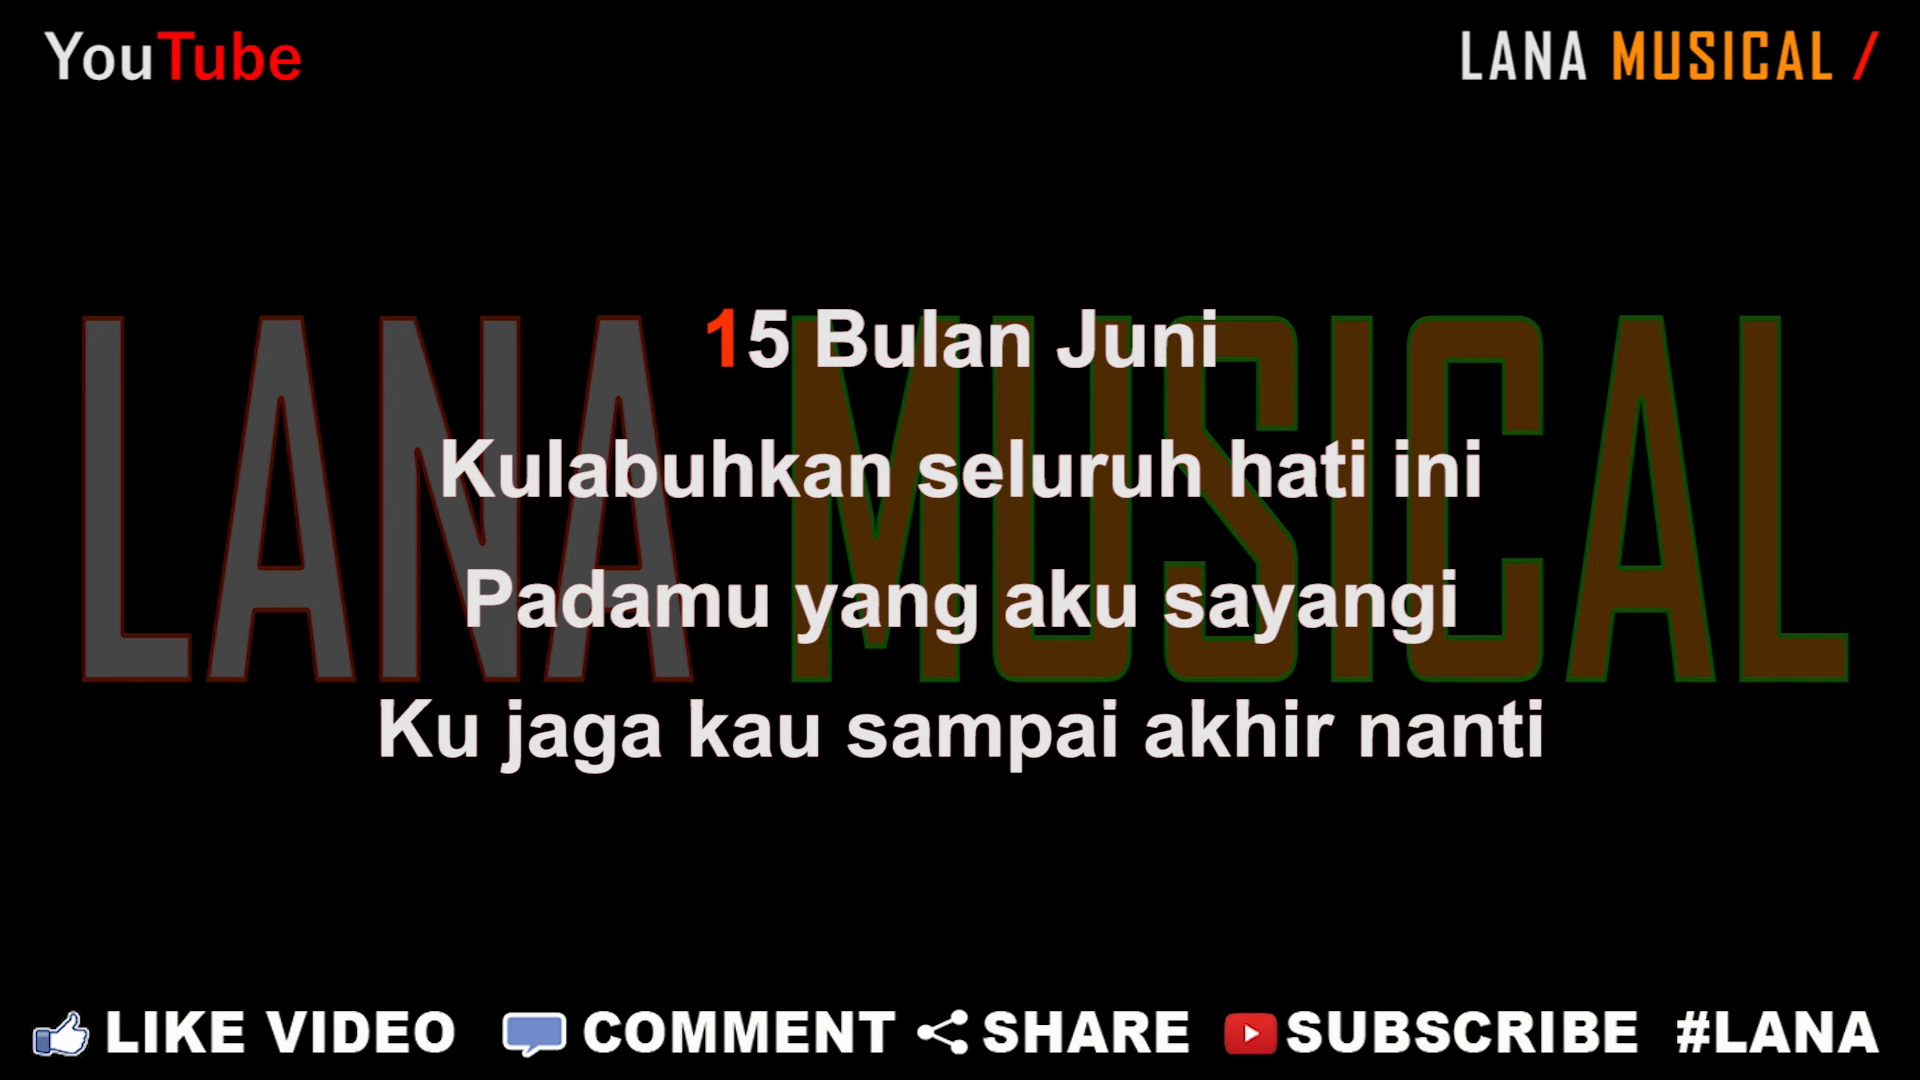 YouTube
LANA MUSICAL /
LANA MUSICAL
15 Bulan Juni
Kulabuhkan seluruh hati ini
Padamu yang aku sayangi
Ku jaga kau sampai akhir nanti
LIKE VIDEO COMMENT SHARE SUBSCRIBE #LANA